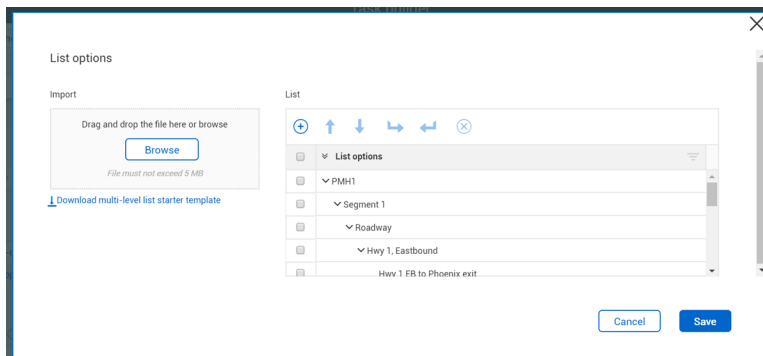 Task builder
List options
Import
List
Drag and drop the file here or browse
Browse
File must not exceed 5 MB
Download multi-level list starter template
List options
PMH1
Segment 1
Roadway
Hwy 1, Eastbound
Hwy 1 EB to Phoenix exit
Cancel
Save